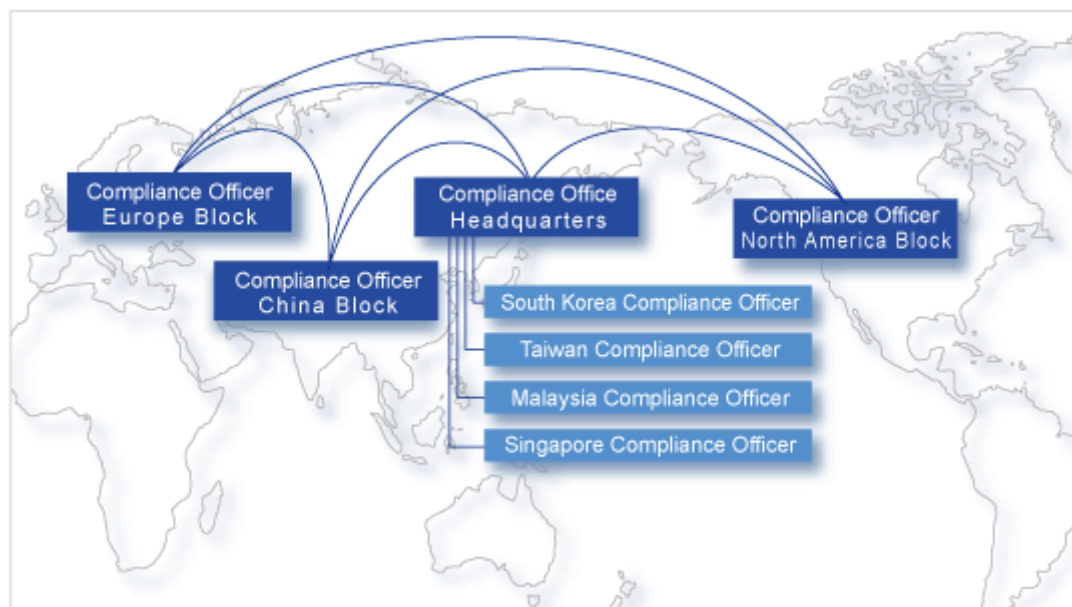 Compliance Officer
Europe Block
Compliance Office
Headquarters
Compliance Officer
North America Block
Compliance Officer
China Block
South Korea Compliance Officer
Taiwan Compliance Officer
Malaysia Compliance Officer
Singapore Compliance Officer